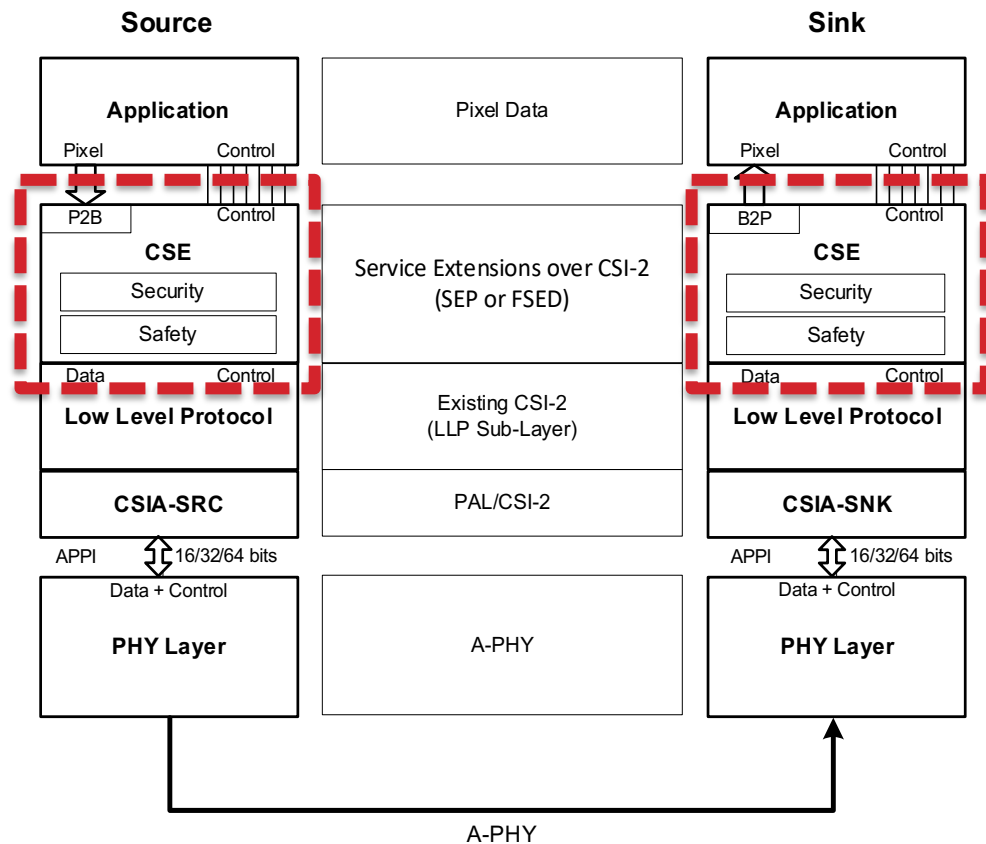 Source
Sink
Application
Pixel
Control
Pixel Data
Application
Pixel
Control
P2B
Control
CSE
Security
Safety
Service Extensions over CSI-2
(SEP or FSED)
B2P
Control
CSE
Security
Safety
Data
Control
Low Level Protocol
Existing CSI-2
(LLP Sub-Layer)
Data
Control
Low Level Protocol
CSIA-SRC
PAL/CSI-2
CSIA-SNK
APPI
16/32/64 bits
APPI
16/32/64 bits
Data + Control
PHY Layer
A-PHY
Data + Control
PHY Layer
A-PHY